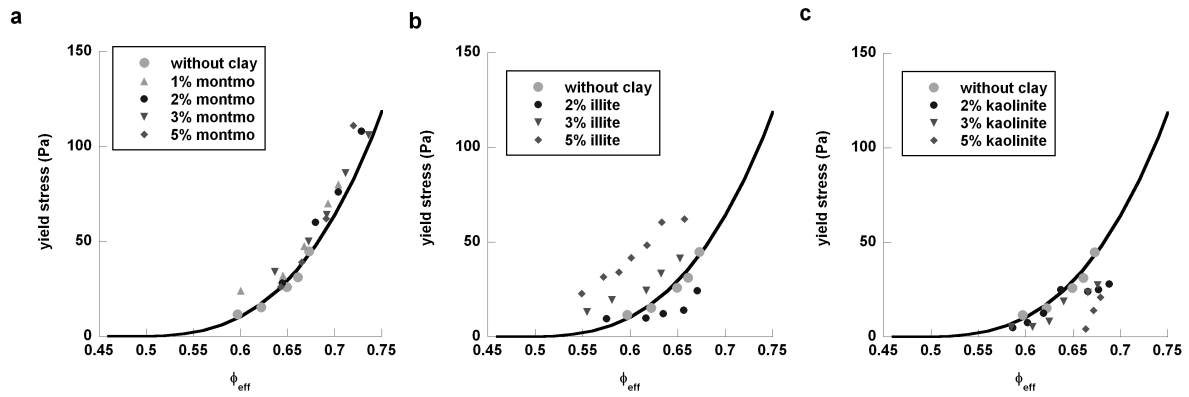 a
150
100
50
0
0.45 0.5 0.55 0.6 0.65 0.7 0.75
yield stress (Pa)
ϕeff
without clay
1% montmo
2% montmo
3% montmo
5% montmo
b
150
100
50
0
0.45 0.5 0.55 0.6 0.65 0.7 0.75
yield stress (Pa)
ϕeff
without clay
2% illite
3% illite
5% illite
c
150
100
50
0
0.45 0.5 0.55 0.6 0.65 0.7 0.75
yield stress (Pa)
ϕeff
without clay
2% kaolinite
3% kaolinite
5% kaolinite